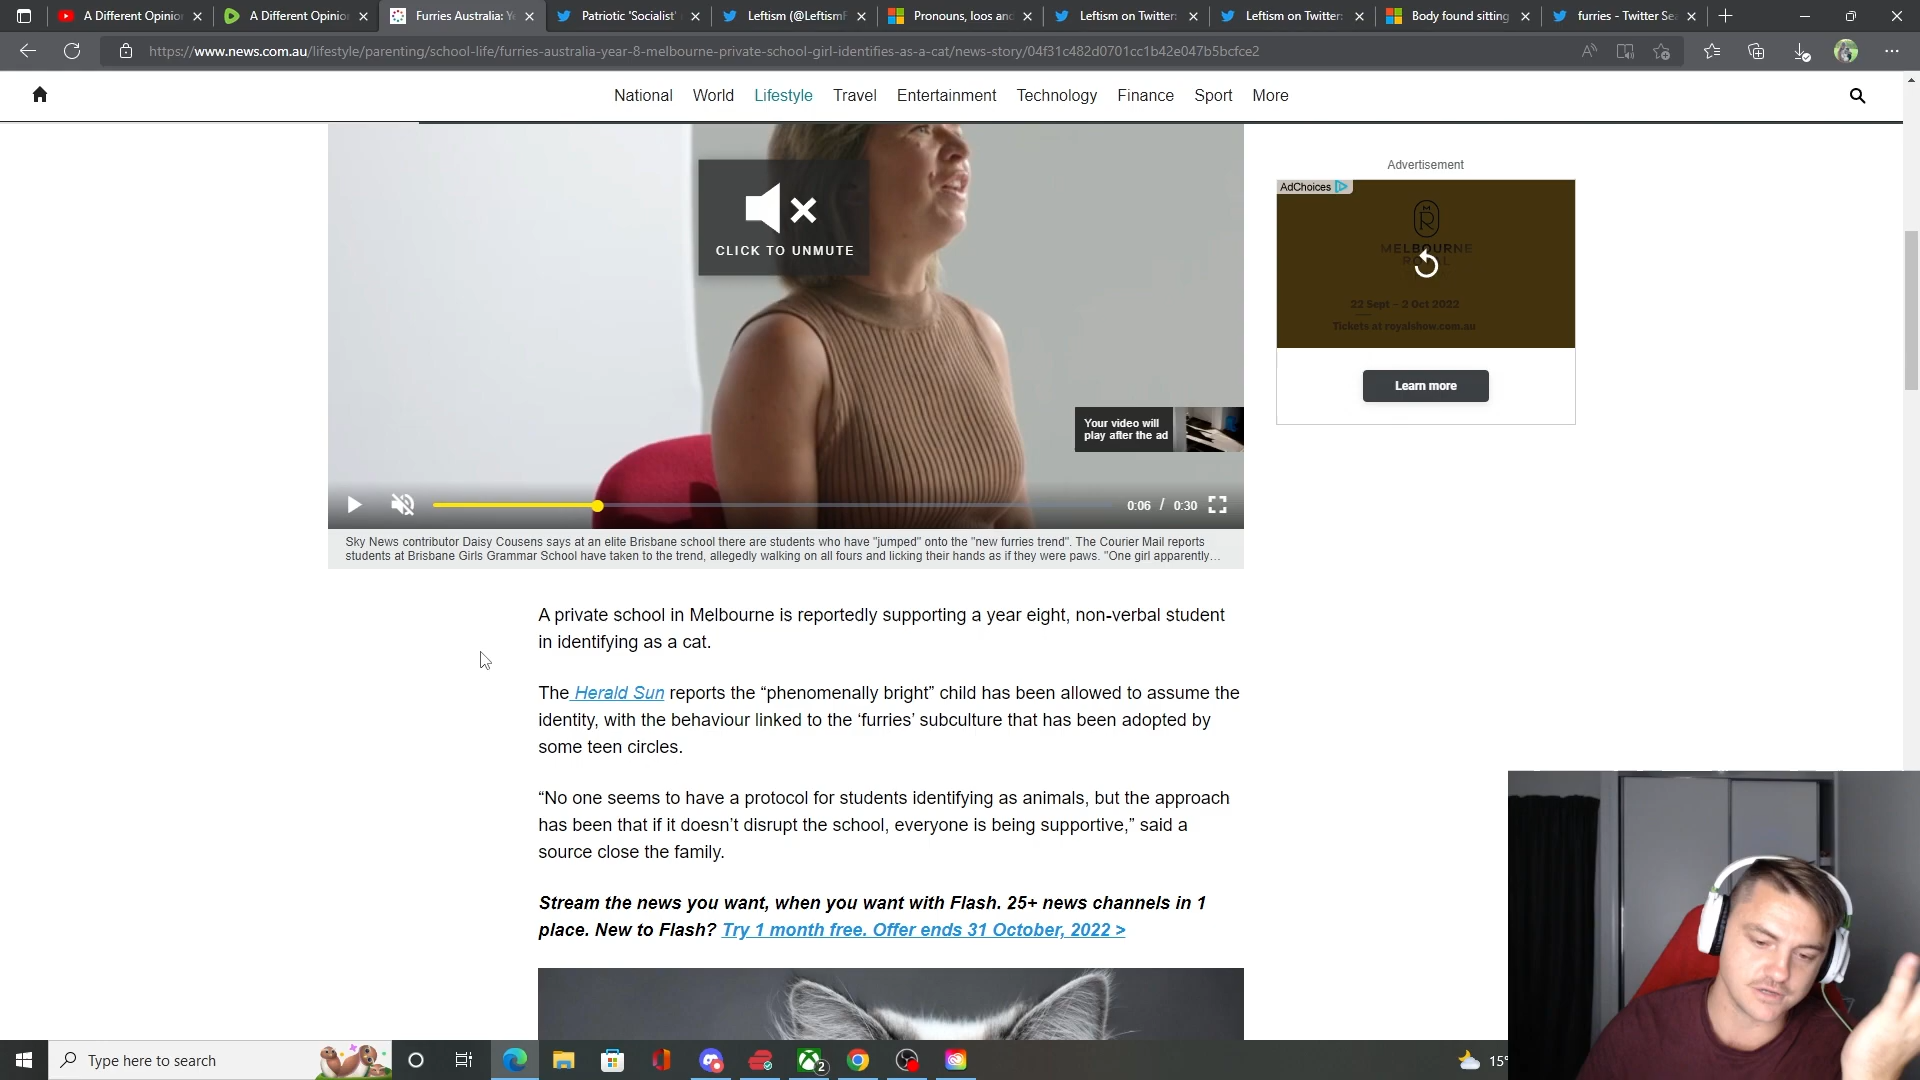 A Different Opinio
A Different Opinio
Furries Australia: Y
Patriotic 'Socialist'
Leftism (@LeftismF
Pronouns, loos and
Leftism on Twitter:
Leftism on Twitter:
Body found sitting
furries - Twitter Se
https://www.news.com.au/lifestyle/parenting/school-life/furries-australia-year-8-melbourne-private-school-girl-identifies-as-a-cat/news-story/04f31c482d0701cc1b42e047b5bcfce2
National World Lifestyle Travel Entertainment Technology Finance Sport More
CLICK TO UNMUTE
Your video will
play after the ad
0:06 / 0:30
Sky News contributor Daisy Cousens says at an elite Brisbane school there are students who have "jumped" onto the "new furries trend". The Courier Mail reports
students at Brisbane Girls Grammar School have taken to the trend, allegedly walking on all fours and licking their hands as if they were paws. "One girl apparently…
Advertisement
AdChoices
MELBOURNE
22 Sept – 2 Oct 2022
Tickets at royalshow.com.au
Learn more
A private school in Melbourne is reportedly supporting a year eight, non-verbal student
in identifying as a cat.
The Herald Sun reports the “phenomenally bright” child has been allowed to assume the
identity, with the behaviour linked to the ‘furries’ subculture that has been adopted by
some teen circles.
“No one seems to have a protocol for students identifying as animals, but the approach
has been that if it doesn’t disrupt the school, everyone is being supportive,” said a
source close the family.
Stream the news you want, when you want with Flash. 25+ news channels in 1
place. New to Flash? Try 1 month free. Offer ends 31 October, 2022 >
Type here to search
2
15°